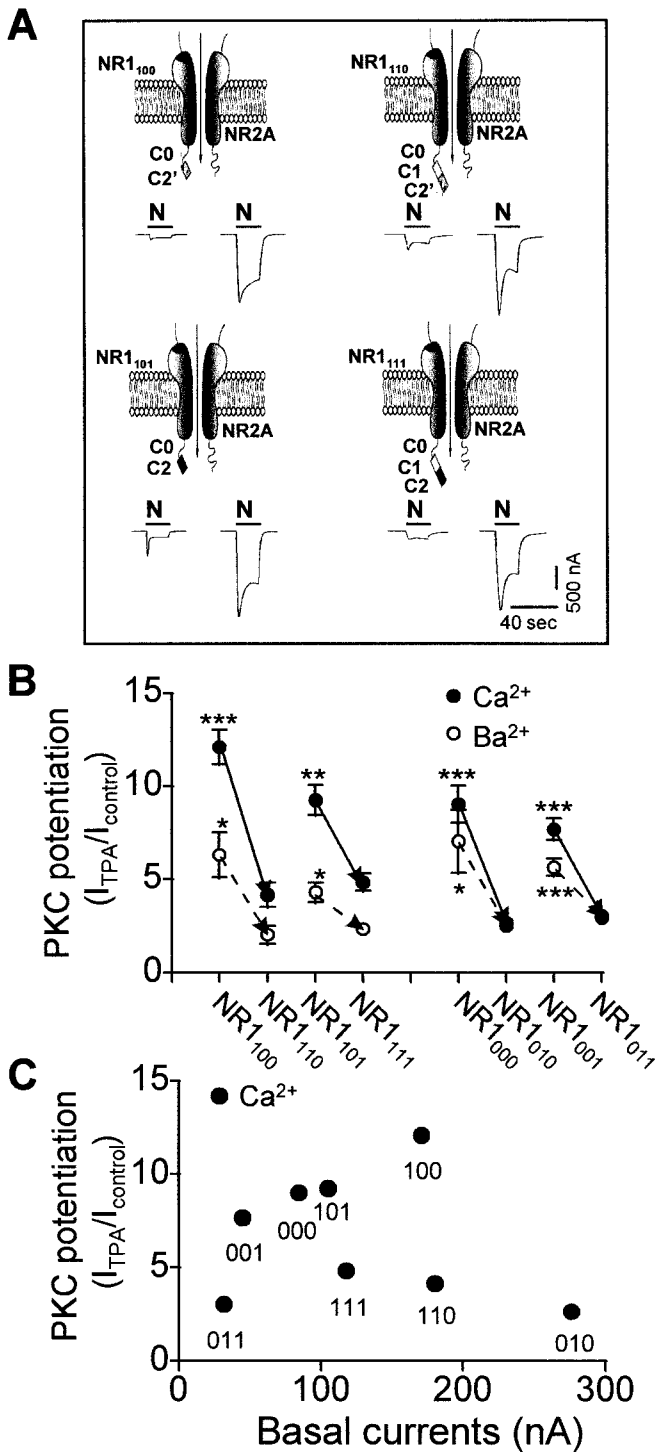 A
NR1100 NR1110
NR2A NR2A
C0 C0
C2' C1
C2'
N N N N
NR1101 NR1111
NR2A NR2A
C0 C0
C2 C1
C2
N N N N
500 nA
40 sec
B
PKC potentiation
(ITPA/Icontrol)
15
10
5
0
Ca2+
Ba2+
*** ** *** ***
* * * ***
NR1100 NR1110 NR1101 NR1111 NR1000 NR1010 NR1001 NR1011
C
PKC potentiation
(ITPA/Icontrol)
15
10
5
0
Ca2+
100
101
000
001
111
110
011
010
0 100 200 300
Basal currents (nA)